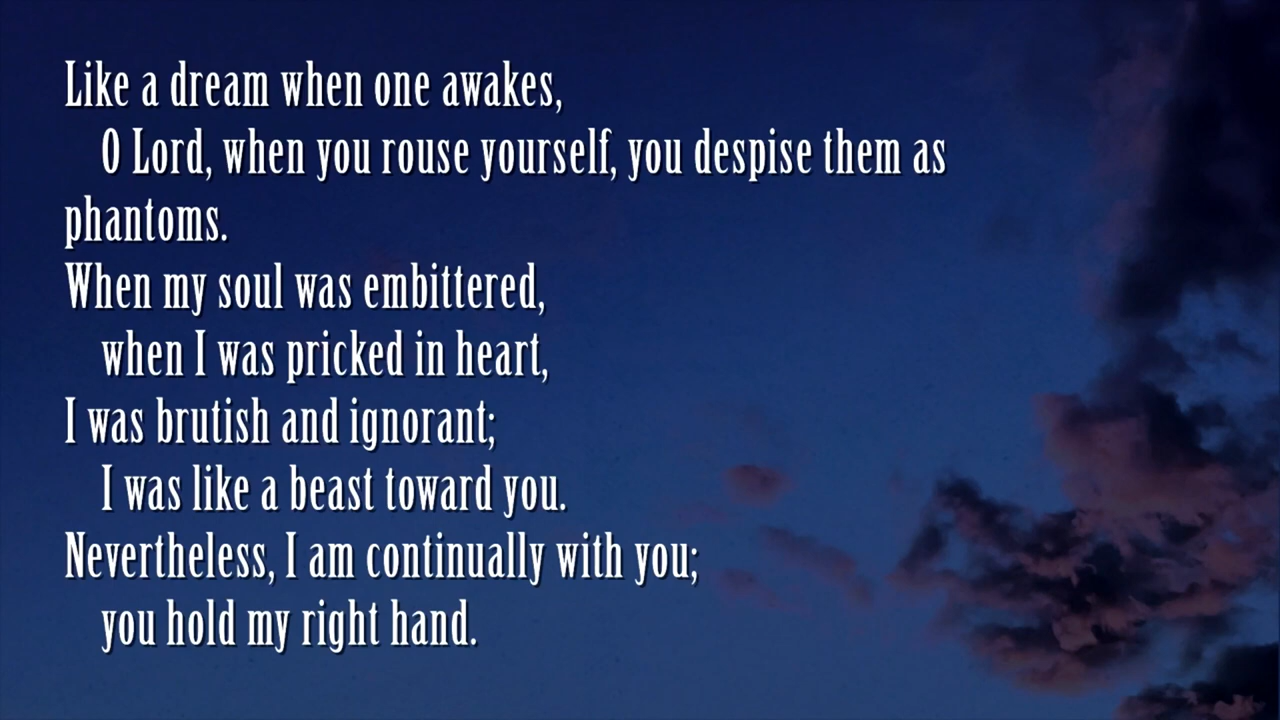 Like a dream when one awakes,
O Lord, when you rouse yourself, you despise them as
phantoms.
When my soul was embittered,
when I was pricked in heart,
I was brutish and ignorant;
I was like a beast toward you.
Nevertheless, I am continually with you;
you hold my right hand.